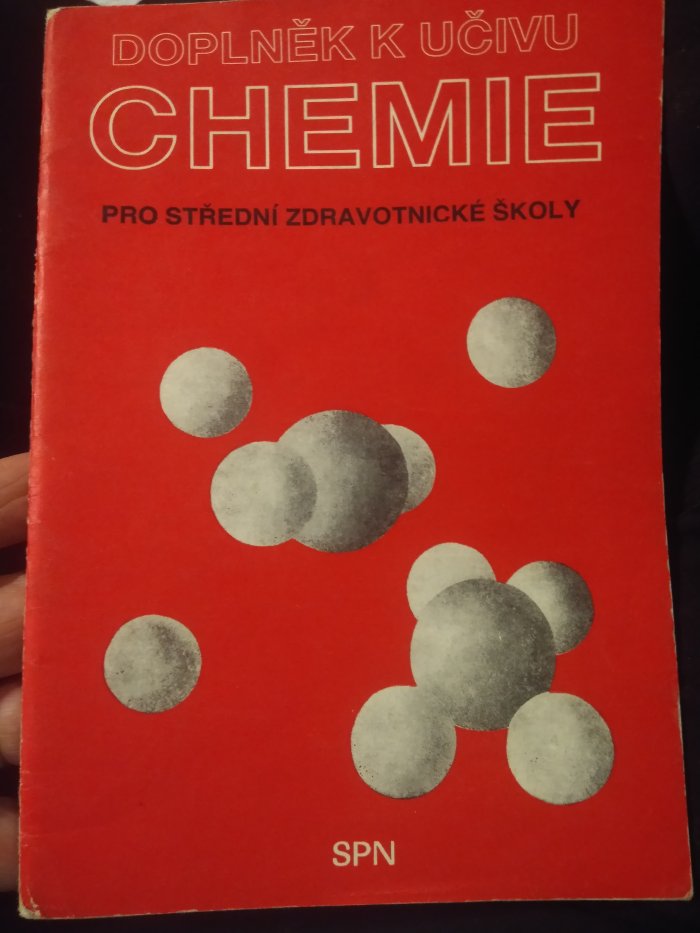 DOPLNĚK K UČIVU
CHEMIE
PRO STŘEDNÍ ZDRAVOTNICKÉ ŠKOLY
SPN